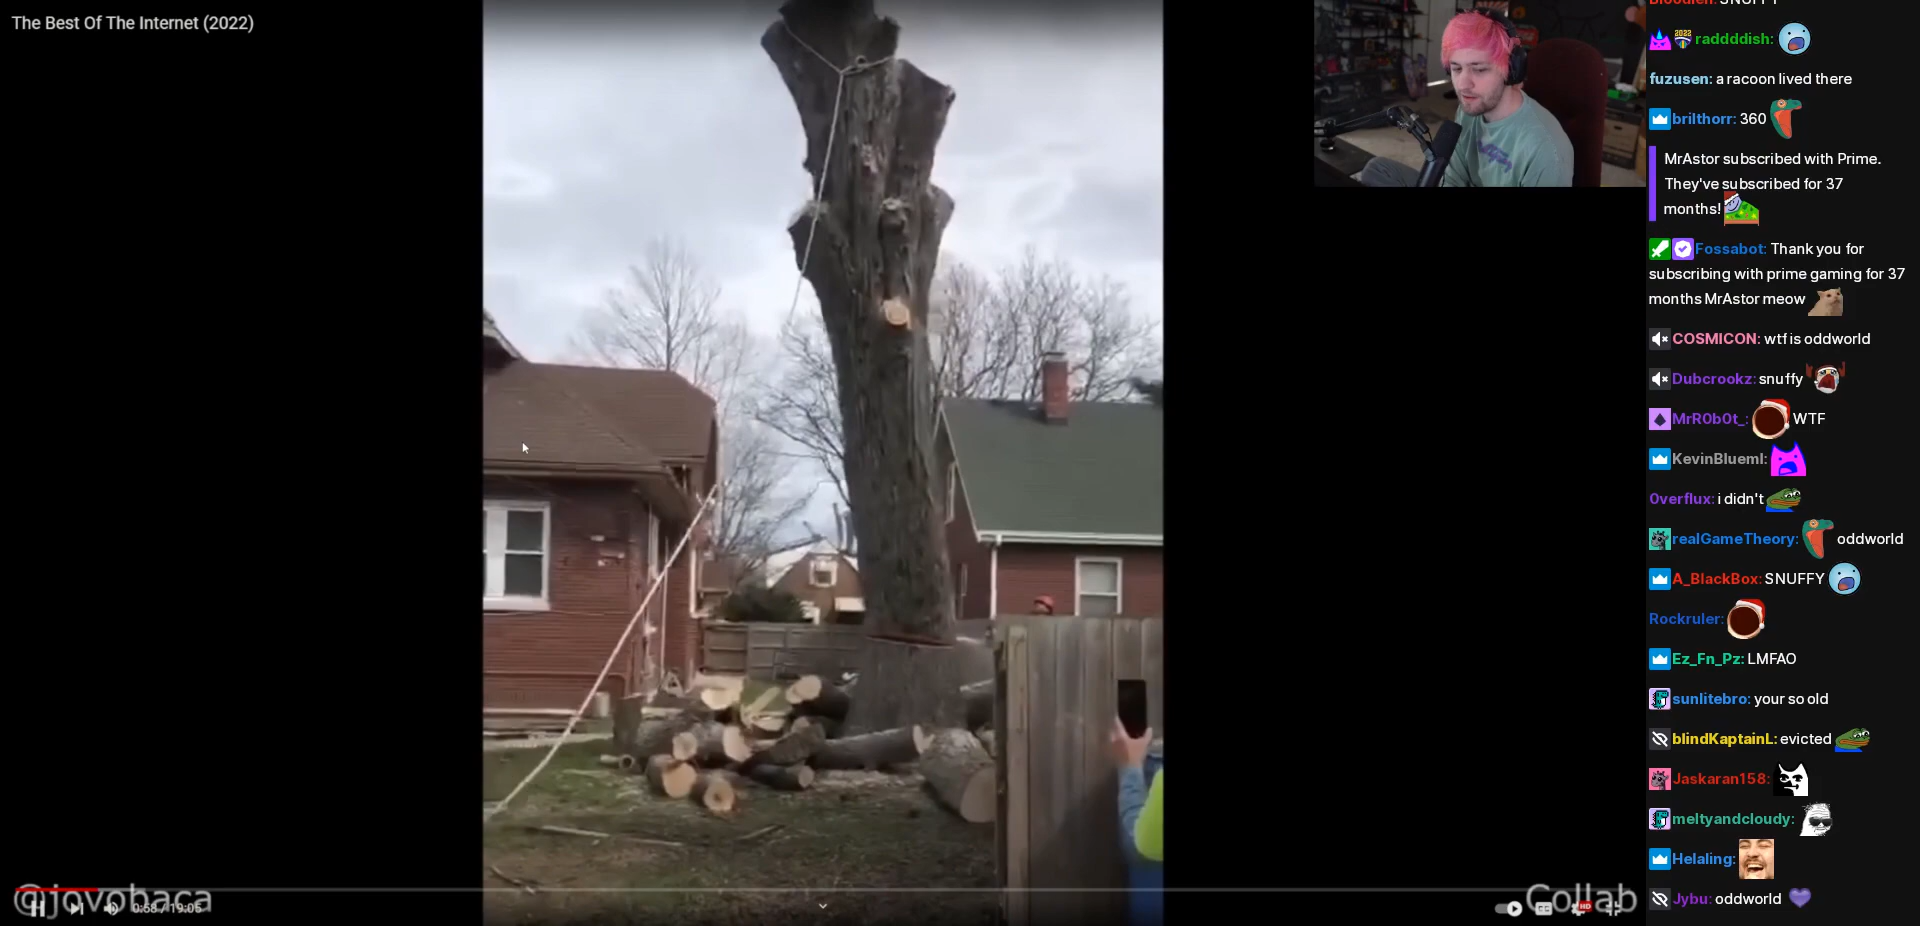 The Best Of The Internet (2022)
raddddish:
fuzusen: a racoon lived there
brilthorr: 360
MrAstor subscribed with Prime.
They've subscribed for 37
months!
Fossabot: Thank you for
subscribing with prime gaming for 37
months MrAstor meow
COSMICON: wtf is oddworld
Dubcrookz: snuffy
MrR0b0t_: WTF
KevinBlueml:
0verflux: i didn't
realGameTheory: oddworld
A_BlackBox: SNUFFY
Rockruler:
Ez_Fn_Pz: LMFAO
sunlitebro: your so old
blindKaptainL: evicted
Jaskaran158:
meltyandcloudy:
Helaling:
Jybu: oddworld
@jovobaca
0:58 / 19:05
Collab
HD